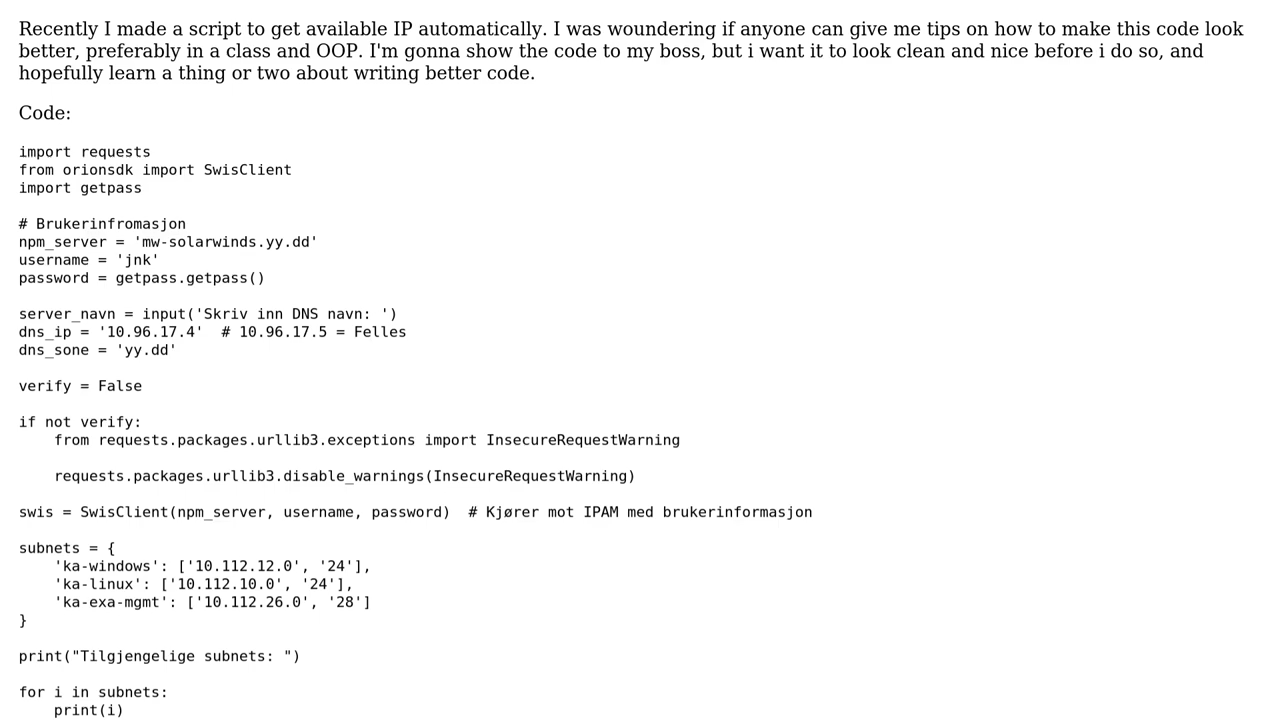 Recently I made a script to get available IP automatically. I was woundering if anyone can give me tips on how to make this code look
better, preferably in a class and OOP. I'm gonna show the code to my boss, but i want it to look clean and nice before i do so, and
hopefully learn a thing or two about writing better code.
Code:
import requests
from orionsdk import SwisClient
import getpass
# Brukerinfromasjon
npm_server = 'mw-solarwinds.yy.dd'
username = 'jnk'
password = getpass.getpass()
server_navn = input('Skriv inn DNS navn: ')
dns_ip = '10.96.17.4'  # 10.96.17.5 = Felles
dns_sone = 'yy.dd'
verify = False
if not verify:
    from requests.packages.urllib3.exceptions import InsecureRequestWarning
    requests.packages.urllib3.disable_warnings(InsecureRequestWarning)
swis = SwisClient(npm_server, username, password)  # Kjører mot IPAM med brukerinformasjon
subnets = {
    'ka-windows': ['10.112.12.0', '24'],
    'ka-linux': ['10.112.10.0', '24'],
    'ka-exa-mgmt': ['10.112.26.0', '28']
}
print("Tilgjengelige subnets: ")
for i in subnets:
    print(i)